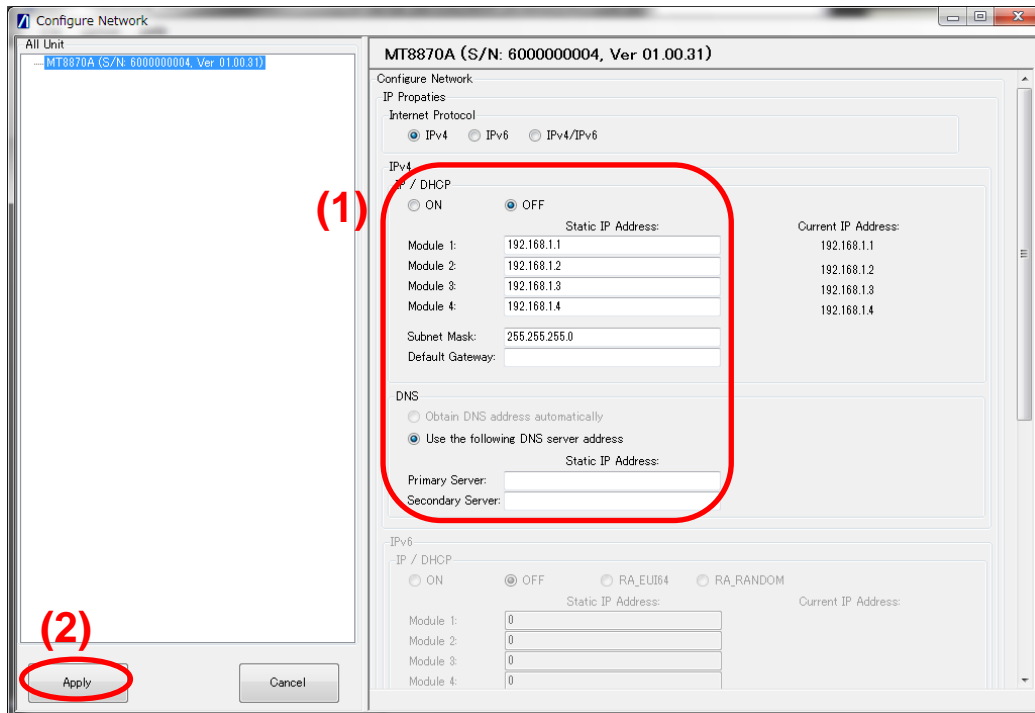 Configure Network
All Unit
MT8870A (S/N: 6000000004, Ver 01.00.31)
MT8870A (S/N: 6000000004, Ver 01.00.31)
Configure Network
IP Propaties
Internet Protocol
IPv4 IPv6 IPv4/IPv6
IPv4
IP / DHCP
(1)
ON OFF
Static IP Address: Current IP Address:
Module 1: 192.168.1.1 192.168.1.1
Module 2: 192.168.1.2 192.168.1.2
Module 3: 192.168.1.3 192.168.1.3
Module 4: 192.168.1.4 192.168.1.4
Subnet Mask: 255.255.255.0
Default Gateway:
DNS
Obtain DNS address automatically
Use the following DNS server address
Static IP Address:
Primary Server:
Secondary Server:
IPv6
IP / DHCP
ON OFF RA_EUI64 RA_RANDOM
Static IP Address: Current IP Address:
Module 1: 0
Module 2: 0
Module 3: 0
Module 4: 0
(2)
Apply Cancel